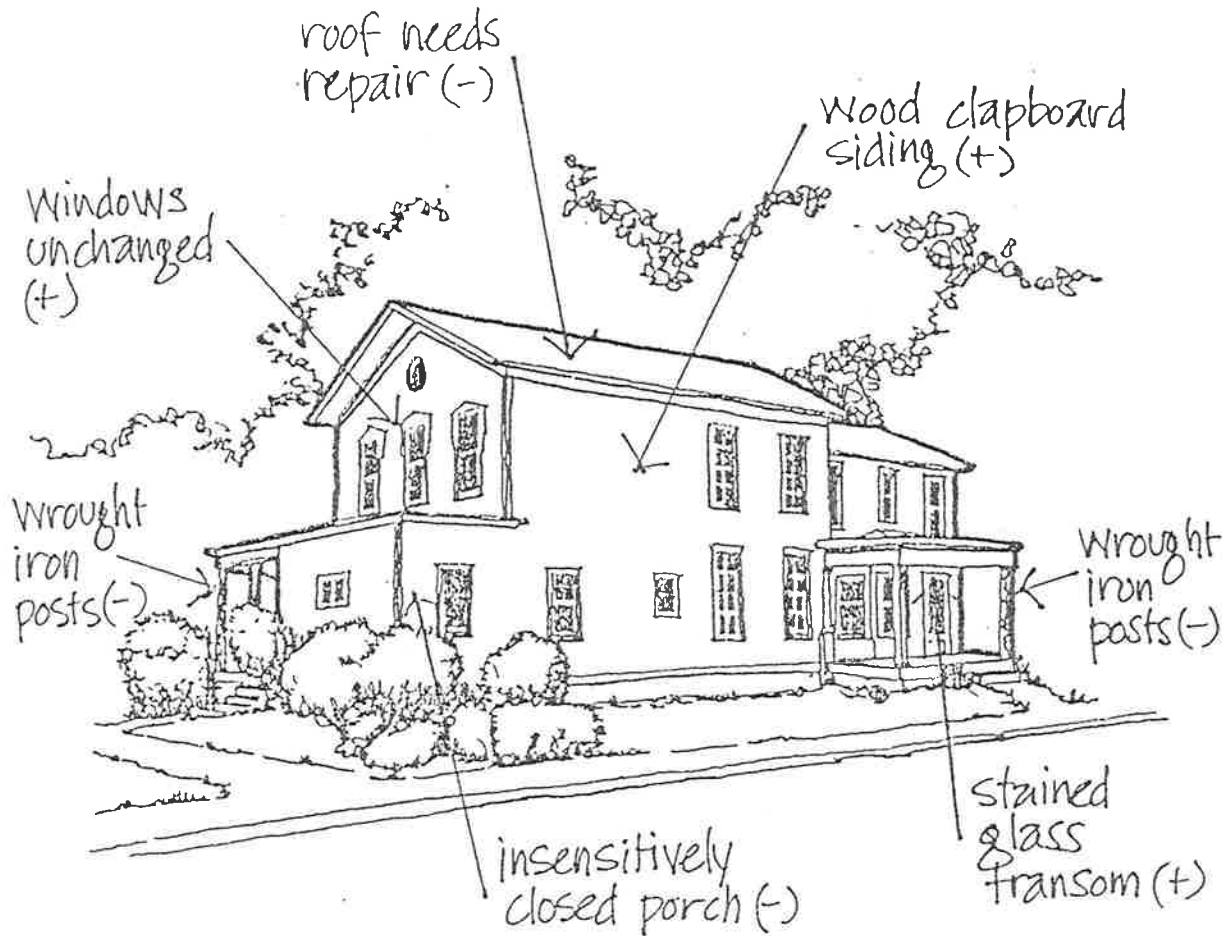 roof needs
repair (-)
wood clapboard
siding (+)
windows
unchanged
(+)
wrought
iron
posts (-)
wrought
iron
posts (-)
insensitively
closed porch (-)
stained
glass
transom (+)